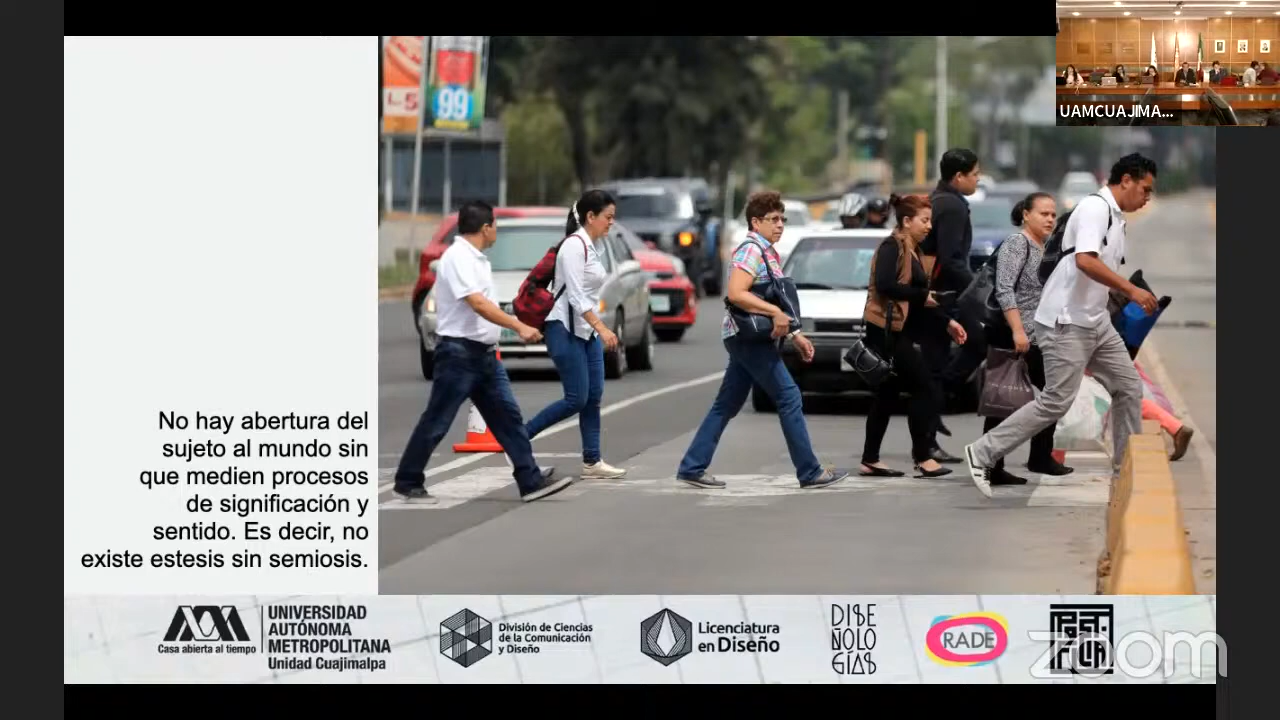 UAMCUAJIMA...
L-5
99
No hay abertura del
sujeto al mundo sin
que medien procesos
de significación y
sentido. Es decir, no
existe estesis sin semiosis.
UNIVERSIDAD
AUTÓNOMA
METROPOLITANA
Casa abierta al tiempo
Unidad Cuajimalpa
División de Ciencias
de la Comunicación
y Diseño
Licenciatura
en Diseño
DISE
ÑOLO
GÍAS
RADE
zoom